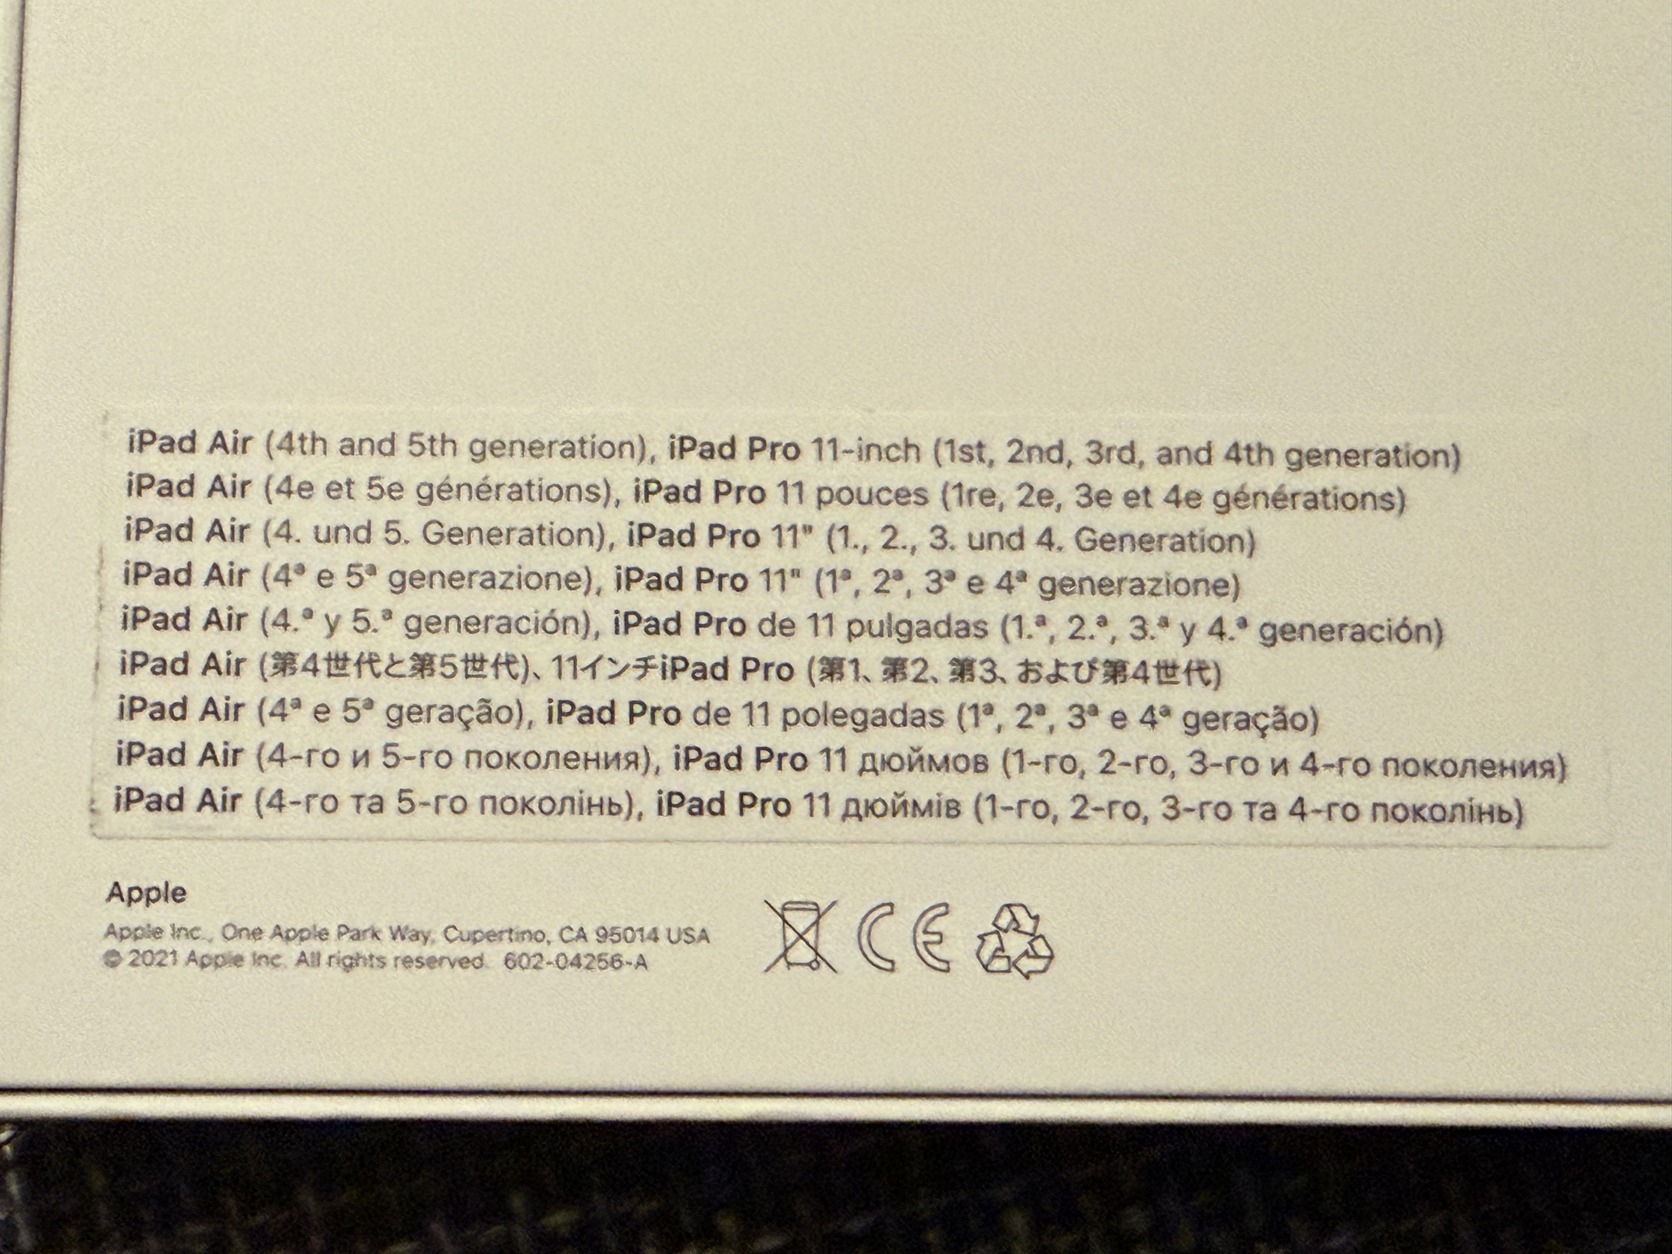 iPad Air (4th and 5th generation), iPad Pro 11-inch (1st, 2nd, 3rd, and 4th generation)
iPad Air (4e et 5e générations), iPad Pro 11 pouces (1re, 2e, 3e et 4e générations)
iPad Air (4. und 5. Generation), iPad Pro 11" (1., 2., 3. und 4. Generation)
iPad Air (4ª e 5ª generazione), iPad Pro 11" (1ª, 2ª, 3ª e 4ª generazione)
iPad Air (4.ª y 5.ª generación), iPad Pro de 11 pulgadas (1.ª, 2.ª, 3.ª y 4.ª generación)
iPad Air (第4世代と第5世代)、11インチiPad Pro (第1、第2、第3、および第4世代)
iPad Air (4ª e 5ª geração), iPad Pro de 11 polegadas (1ª, 2ª, 3ª e 4ª geração)
iPad Air (4-го и 5-го поколения), iPad Pro 11 дюймов (1-го, 2-го, 3-го и 4-го поколения)
iPad Air (4-го та 5-го поколінь), iPad Pro 11 дюймів (1-го, 2-го, 3-го та 4-го поколінь)
Apple
Apple Inc., One Apple Park Way, Cupertino, CA 95014 USA
© 2021 Apple Inc. All rights reserved. 602-04256-A
CE